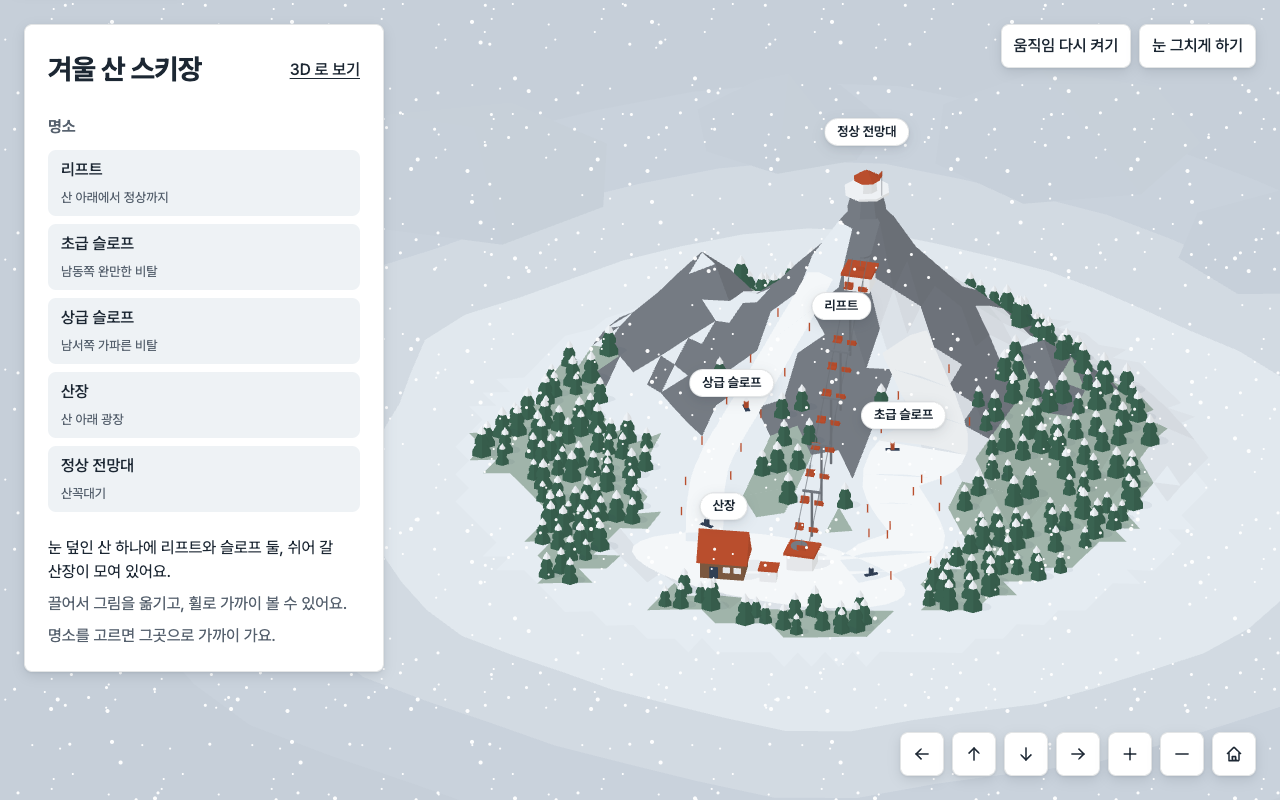 겨울 산 스키장
3D 로 보기
명소
리프트
산 아래에서 정상까지
초급 슬로프
남동쪽 완만한 비탈
상급 슬로프
남서쪽 가파른 비탈
산장
산 아래 광장
정상 전망대
산꼭대기
눈 덮인 산 하나에 리프트와 슬로프 둘, 쉬어 갈
산장이 모여 있어요.
끌어서 그림을 옮기고, 휠로 가까이 볼 수 있어요.
명소를 고르면 그곳으로 가까이 가요.
움직임 다시 켜기
눈 그치게 하기
정상 전망대
리프트
상급 슬로프
초급 슬로프
산장